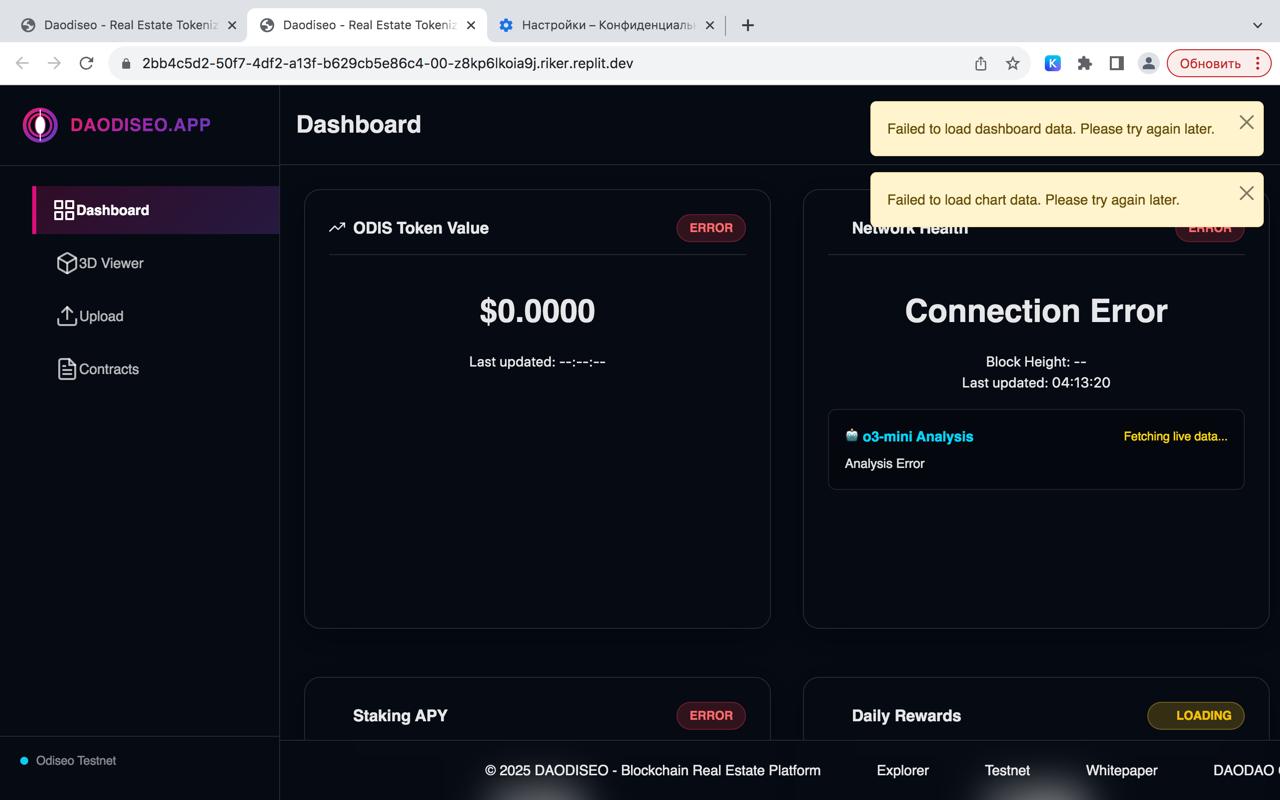 Daodiseo - Real Estate Tokeniz
Daodiseo - Real Estate Tokeniz
Настройки – Конфиденциаль
2bb4c5d2-50f7-4df2-a13f-b629cb5e86c4-00-z8kp6lkoia9j.riker.replit.dev
K
Обновить
DAODISEO.APP
Dashboard
Failed to load dashboard data. Please try again later.
Failed to load chart data. Please try again later.
Dashboard
3D Viewer
Upload
Contracts
ODIS Token Value
ERROR
$0.0000
Last updated: --:--:--
Network Health
ERROR
Connection Error
Block Height: --
Last updated: 04:13:20
o3-mini Analysis
Fetching live data...
Analysis Error
Staking APY
ERROR
Daily Rewards
LOADING
Odiseo Testnet
© 2025 DAODISEO - Blockchain Real Estate Platform
Explorer
Testnet
Whitepaper
DAODAO